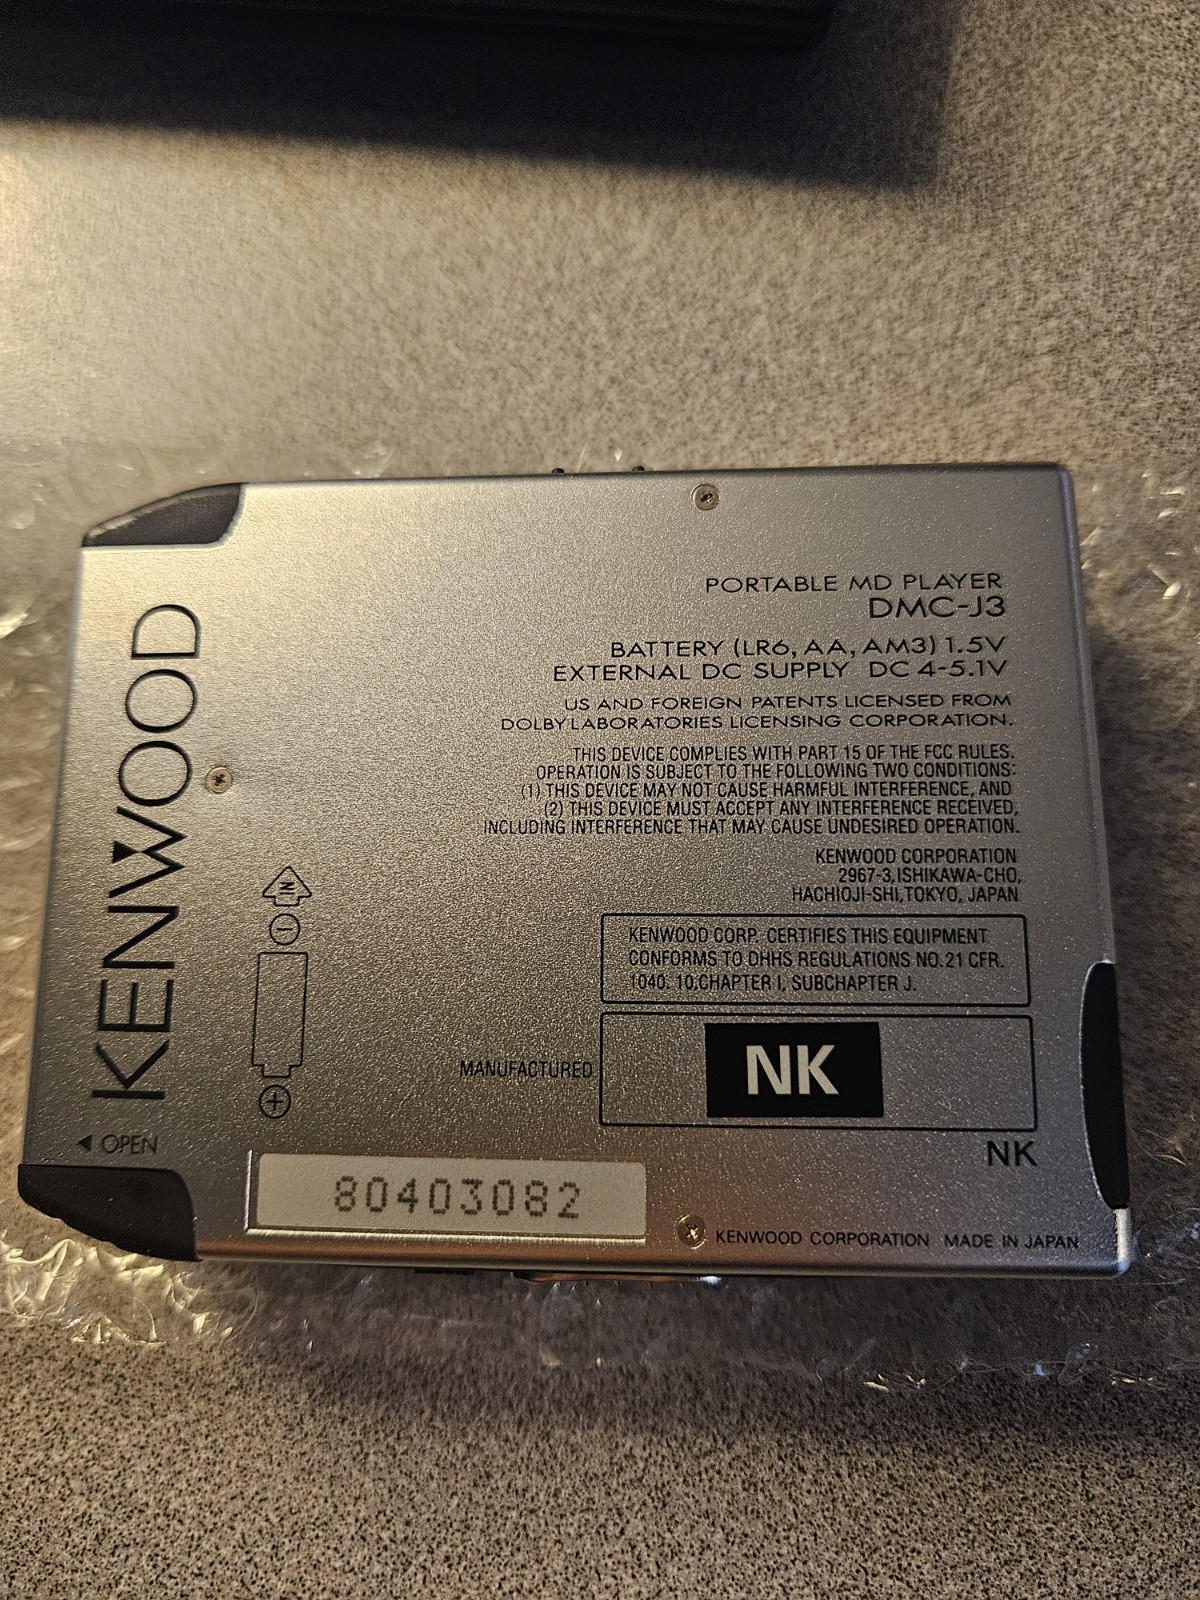 KENWOOD
PORTABLE MD PLAYER
DMC-J3
BATTERY (LR6, AA, AM3) 1.5V
EXTERNAL DC SUPPLY DC 4-5.1V
US AND FOREIGN PATENTS LICENSED FROM
DOLBY LABORATORIES LICENSING CORPORATION.
THIS DEVICE COMPLIES WITH PART 15 OF THE FCC RULES.
OPERATION IS SUBJECT TO THE FOLLOWING TWO CONDITIONS:
(1) THIS DEVICE MAY NOT CAUSE HARMFUL INTERFERENCE, AND
(2) THIS DEVICE MUST ACCEPT ANY INTERFERENCE RECEIVED,
INCLUDING INTERFERENCE THAT MAY CAUSE UNDESIRED OPERATION.
KENWOOD CORPORATION
2967-3, ISHIKAWA-CHO,
HACHIOJI-SHI, TOKYO, JAPAN
IN
KENWOOD CORP. CERTIFIES THIS EQUIPMENT
CONFORMS TO DHHS REGULATIONS NO. 21 CFR.
1040. 10, CHAPTER I, SUBCHAPTER J.
MANUFACTURED NK
◀ OPEN
NK
80403082
KENWOOD CORPORATION MADE IN JAPAN